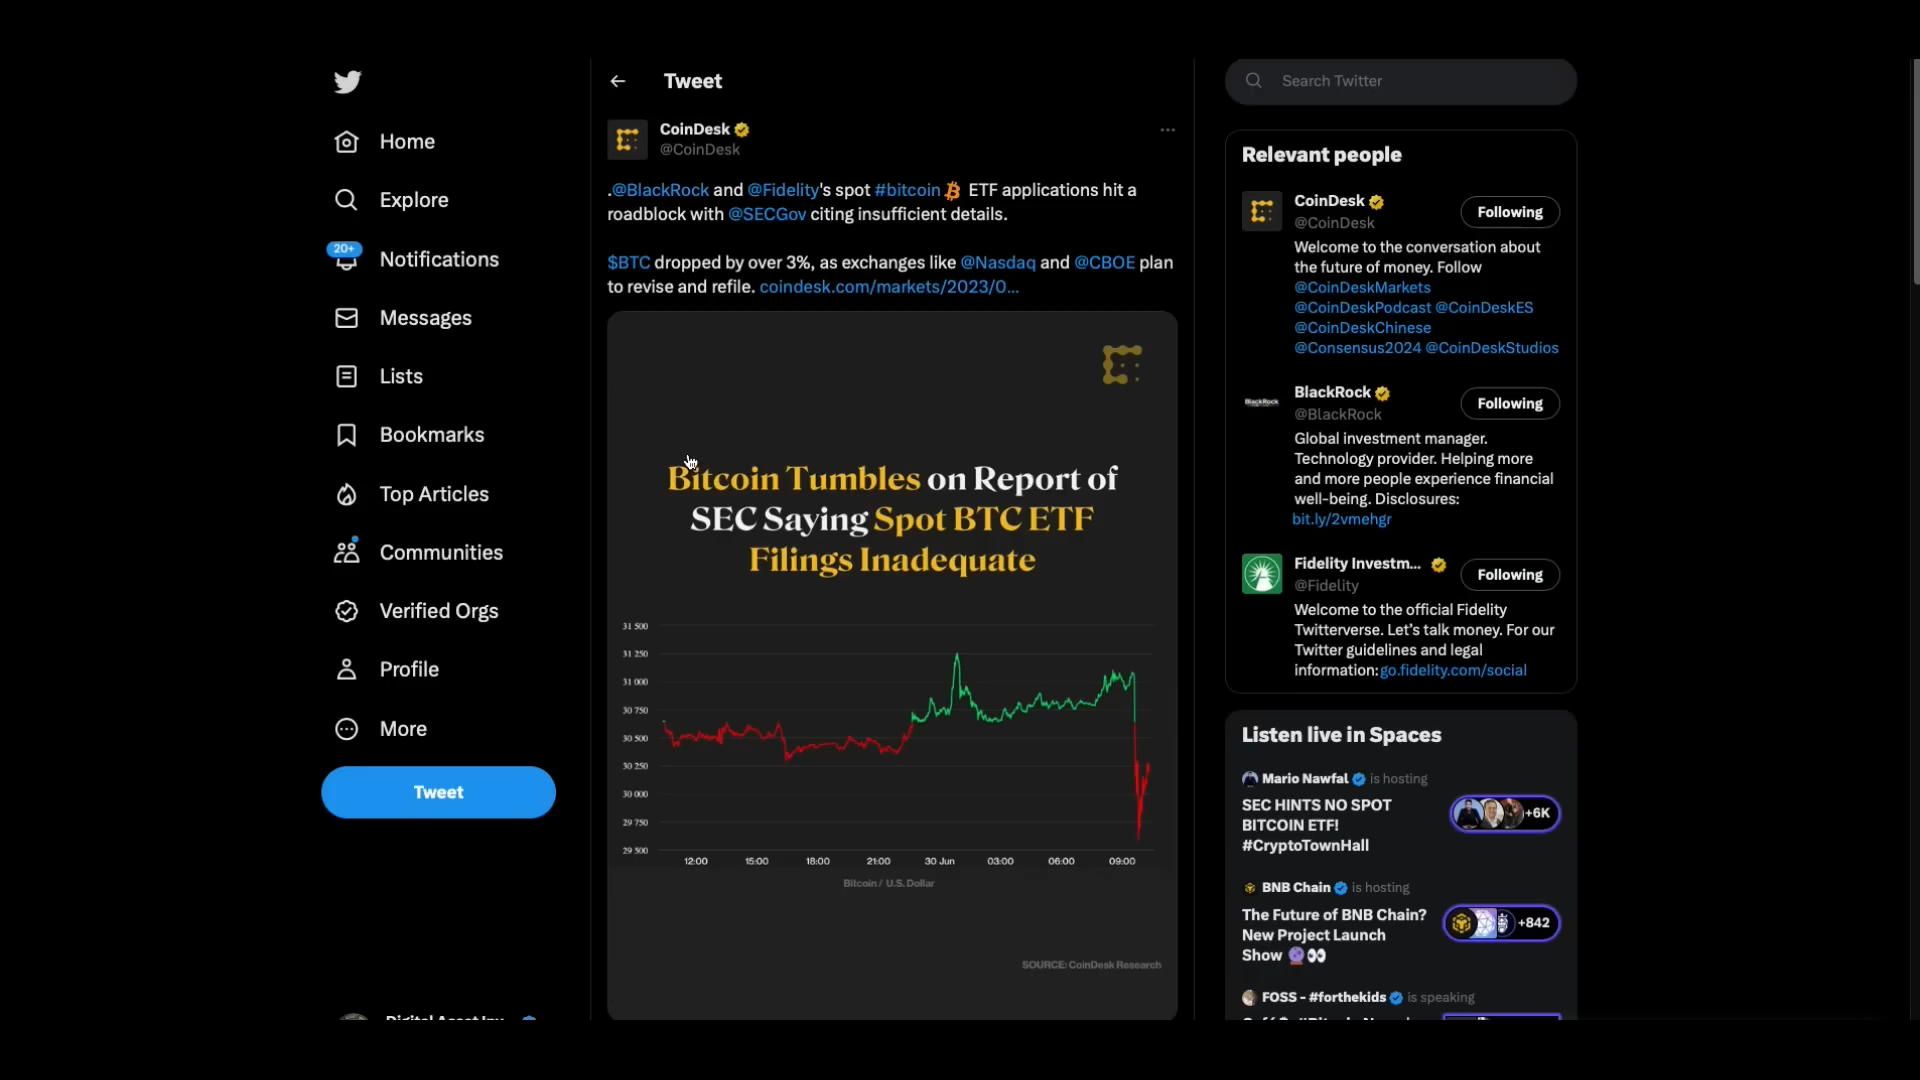 Home
Explore
20+
Notifications
Messages
Lists
Bookmarks
Top Articles
Communities
Verified Orgs
Profile
More
Tweet
Tweet
CoinDesk
@CoinDesk
.@BlackRock and @Fidelity's spot #bitcoin ETF applications hit a
roadblock with @SECGov citing insufficient details.
$BTC dropped by over 3%, as exchanges like @Nasdaq and @CBOE plan
to revise and refile. coindesk.com/markets/2023/0...
Bitcoin Tumbles on Report of
SEC Saying Spot BTC ETF
Filings Inadequate
31 500
31 250
31 000
30 750
30 500
30 250
30 000
29 750
29 500
12:00 15:00 18:00 21:00 30 Jun 03:00 06:00 09:00
Bitcoin / U.S. Dollar
SOURCE: CoinDesk Research
Search Twitter
Relevant people
CoinDesk
@CoinDesk
Following
Welcome to the conversation about
the future of money. Follow
@CoinDeskMarkets
@CoinDeskPodcast @CoinDeskES
@CoinDeskChinese
@Consensus2024 @CoinDeskStudios
BlackRock
BlackRock
@BlackRock
Following
Global investment manager.
Technology provider. Helping more
and more people experience financial
well-being. Disclosures:
bit.ly/2vmehgr
Fidelity Investm...
@Fidelity
Following
Welcome to the official Fidelity
Twitterverse. Let's talk money. For our
Twitter guidelines and legal
information:go.fidelity.com/social
Listen live in Spaces
Mario Nawfal is hosting
SEC HINTS NO SPOT
BITCOIN ETF!
#CryptoTownHall
+6K
BNB Chain is hosting
The Future of BNB Chain?
New Project Launch
Show
+842
FOSS - #forthekids is speaking